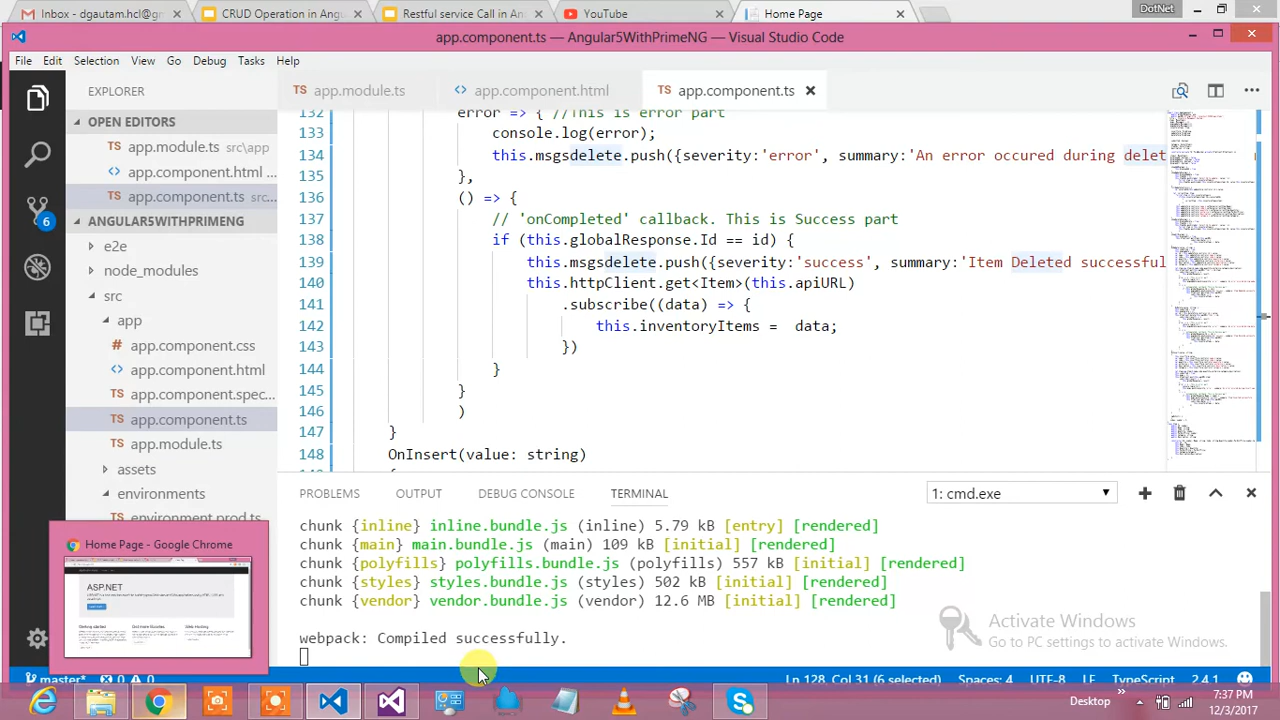 Inbox - dgautam.hcl@gm
CRUD Operation in Angula
Restful service Call in An
YouTube
Home Page
DotNet
app.component.ts — Angular5WithPrimeNG — Visual Studio Code
File Edit Selection View Go Debug Tasks Help
EXPLORER
TS app.module.ts
<> app.component.html
TS app.component.ts
OPEN EDITORS
TS app.module.ts src\app
<> app.component.html ...
TS app.component.ts src...
ANGULAR5WITHPRIMENG
6
e2e
node_modules
src
app
app.component.css
<> app.component.html
TS app.component.spec...
TS app.component.ts
TS app.module.ts
assets
environments
environment.prod.ts
132 error => { //This is error part
133 console.log(error);
134 this.msgsdelete.push({severity:'error', summary:'An error occured during delet
135 },
136 () => {
137 // 'onCompleted' callback. This is Success part
138 if (this.globalResponse.Id == id) {
139 this.msgsdelete.push({severity:'success', summary:'Item Deleted successful
140 this.httpClient.get<Item>(this.apiURL)
141 .subscribe((data) => {
142 this.inventoryItems = data;
143 })
144 }
145 }
146 )
147 }
148 OnInsert(value: string)
PROBLEMS OUTPUT DEBUG CONSOLE TERMINAL
1: cmd.exe
chunk {inline} inline.bundle.js (inline) 5.79 kB [entry] [rendered]
chunk {main} main.bundle.js (main) 109 kB [initial] [rendered]
chunk {polyfills} polyfills.bundle.js (polyfills) 557 kB [initial] [rendered]
chunk {styles} styles.bundle.js (styles) 502 kB [initial] [rendered]
chunk {vendor} vendor.bundle.js (vendor) 12.6 MB [initial] [rendered]
webpack: Compiled successfully.
Home Page - Google Chrome
ASP.NET
Activate Windows
Go to PC settings to activate Windows.
master* 0 0
Ln 128, Col 31 (6 selected) Spaces: 4 UTF-8 LF TypeScript 2.4.1
Desktop
7:37 PM
12/3/2017